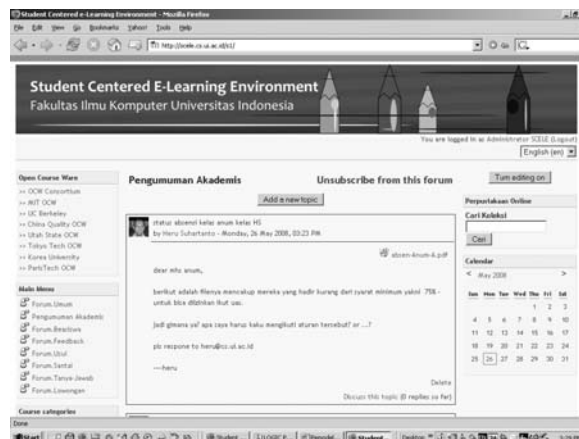 Student Centered e-Learning Environment - Mozilla Firefox
File Edit View Go Bookmarks Yahoo! Tools Help
http://scele.cs.ui.ac.id/s1/
Student Centered E-Learning Environment
Fakultas Ilmu Komputer Universitas Indonesia
You are logged in as Administrator SCELE (Logout)
English (en)
Open Course Ware
OCW Consortium
MIT OCW
UC Berkeley
China Quality OCW
Utah State OCW
Tokyo Tech OCW
Korea University
ParisTech OCW
Main Menu
Forum.Umum
Pengumuman Akademis
Forum.Beasiswa
Forum.Feedback
Forum.Usul
Forum.Santai
Forum.Tanya-Jawab
Forum.Lowongan
Course categories
Pengumuman Akademis
Unsubscribe from this forum
Add a new topic
status absensi kelas anum kelas HS
by Heru Suhartanto - Monday, 26 May 2008, 03:23 PM
absen-Anum-A.pdf
dear mhs anum,
berikut adalah filenya mencakup mereka yang hadir kurang dari syarat minimum yakni 75% -
untuk bisa diizinkan ikut uas.
jadi gimana ya? apa saya harus kaku mengikuti aturan tersebut? or ...?
pls respone to heru@cs.ui.ac.id
---heru
Delete
Discuss this topic (0 replies so far)
Turn editing on
Perpustakaan Online
Cari Koleksi
Cari
Calendar
< May 2008 >
Sun Mon Tue Wed Thu Fri Sat
1 2 3
4 5 6 7 8 9 10
11 12 13 14 15 16 17
18 19 20 21 22 23 24
25 26 27 28 29 30 31
Done
Start
Student
Desktop